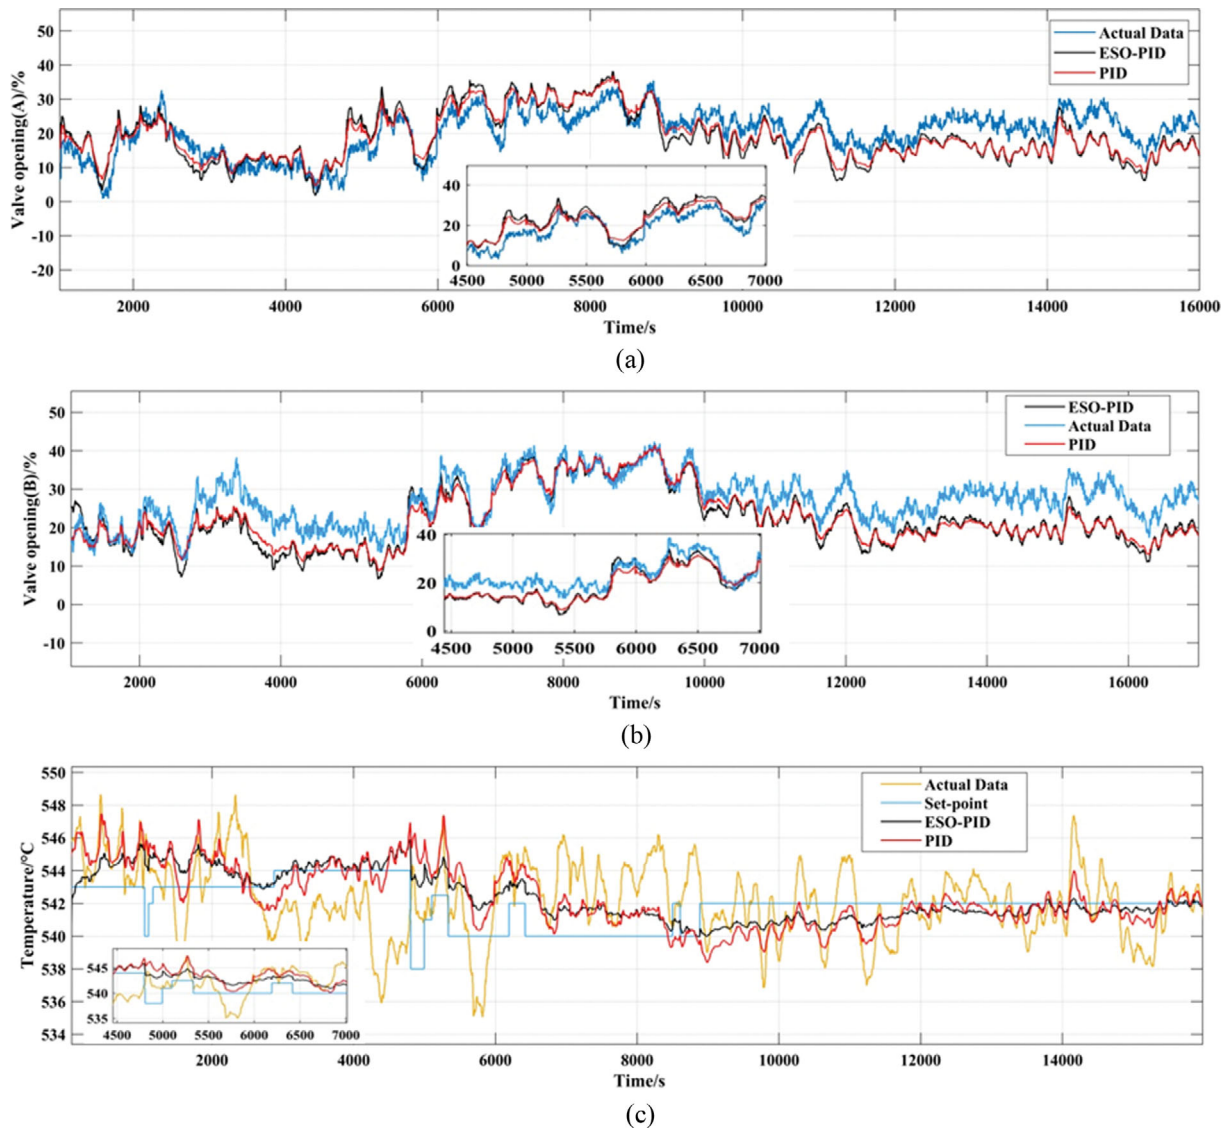 50
40
30
20
10
0
-10
-20
Valve opening(A)/%
Actual Data
ESO-PID
PID
40
20
0
4500 5000 5500 6000 6500 7000
2000 4000 6000 8000 10000 12000 14000 16000
Time/s
(a)
50
40
30
20
10
0
-10
Valve opening(B)/%
ESO-PID
Actual Data
PID
40
20
0
4500 5000 5500 6000 6500 7000
2000 4000 6000 8000 10000 12000 14000 16000
Time/s
(b)
550
548
546
544
542
540
538
536
534
Temperature/°C
Actual Data
Set-point
ESO-PID
PID
545
540
535
4500 5000 5500 6000 6500 7000
2000 4000 6000 8000 10000 12000 14000
Time/s
(c)